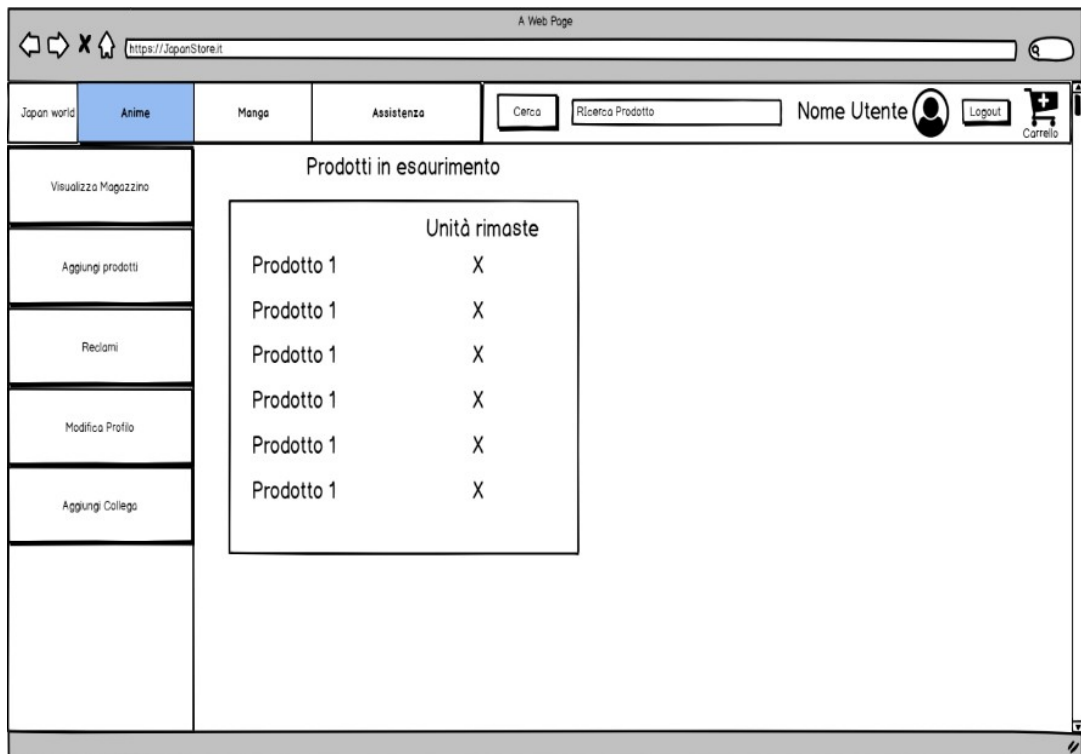 A Web Page
https://JapanStore.it
Japan world Anime Manga Assistenza Cerca RIcerca Prodotto Nome Utente Logout Carrello
Visualizza Magazzino
Aggiungi prodotti
Reclami
Modifica Profilo
Aggiungi Collega
Prodotti in esaurimento
Unità rimaste
Prodotto 1 X
Prodotto 1 X
Prodotto 1 X
Prodotto 1 X
Prodotto 1 X
Prodotto 1 X